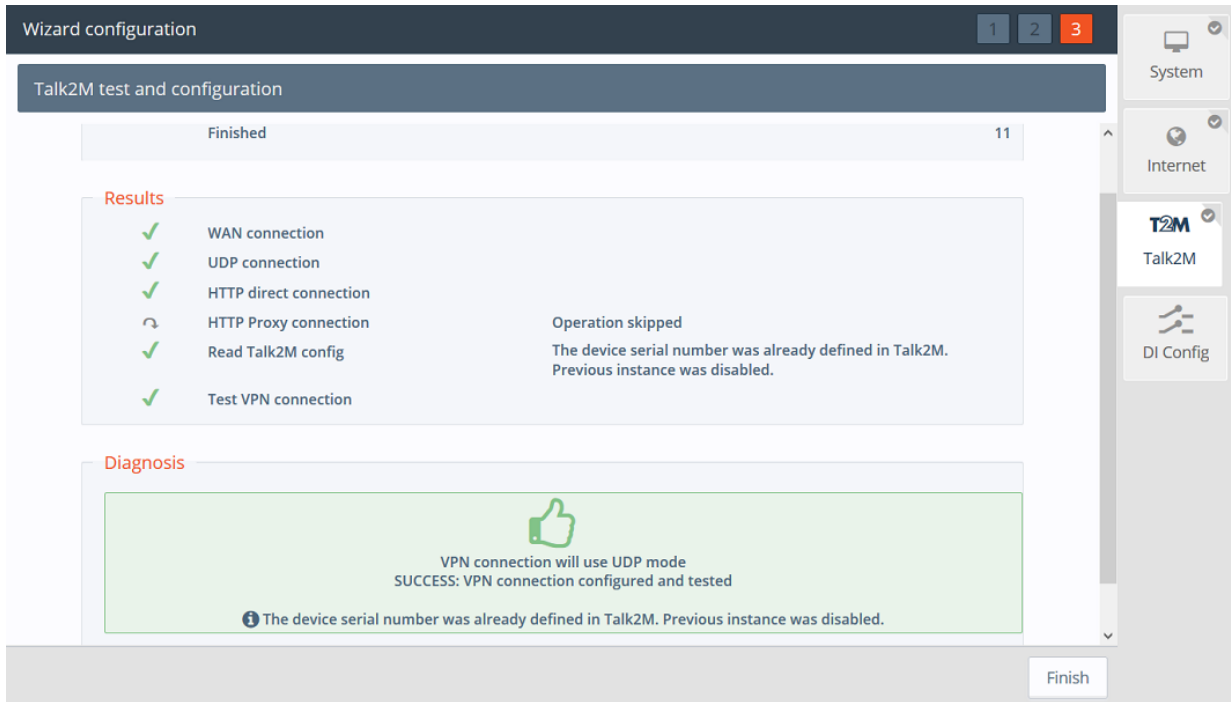 Wizard configuration
1 2 3
Talk2M test and configuration
Finished 11
Results
WAN connection
UDP connection
HTTP direct connection
HTTP Proxy connection Operation skipped
Read Talk2M config The device serial number was already defined in Talk2M.
Previous instance was disabled.
Test VPN connection
Diagnosis
VPN connection will use UDP mode
SUCCESS: VPN connection configured and tested
The device serial number was already defined in Talk2M. Previous instance was disabled.
Finish
System
Internet
T2M
Talk2M
DI Config